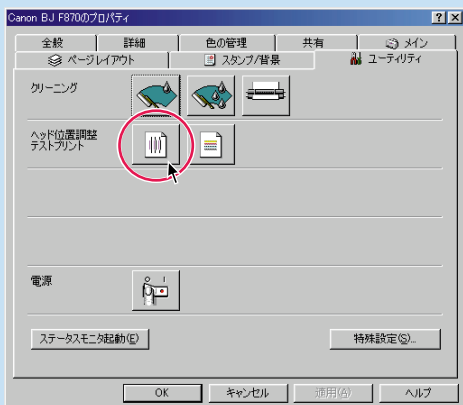 Canon BJ F870のプロパティ
全般 詳細 色の管理 共有 メイン
ページレイアウト スタンプ/背景 ユーティリティ
クリーニング
ヘッド位置調整
テストプリント
電源
ステータスモニタ起動(E) 特殊設定(S)...
OK キャンセル 適用(A) ヘルプ